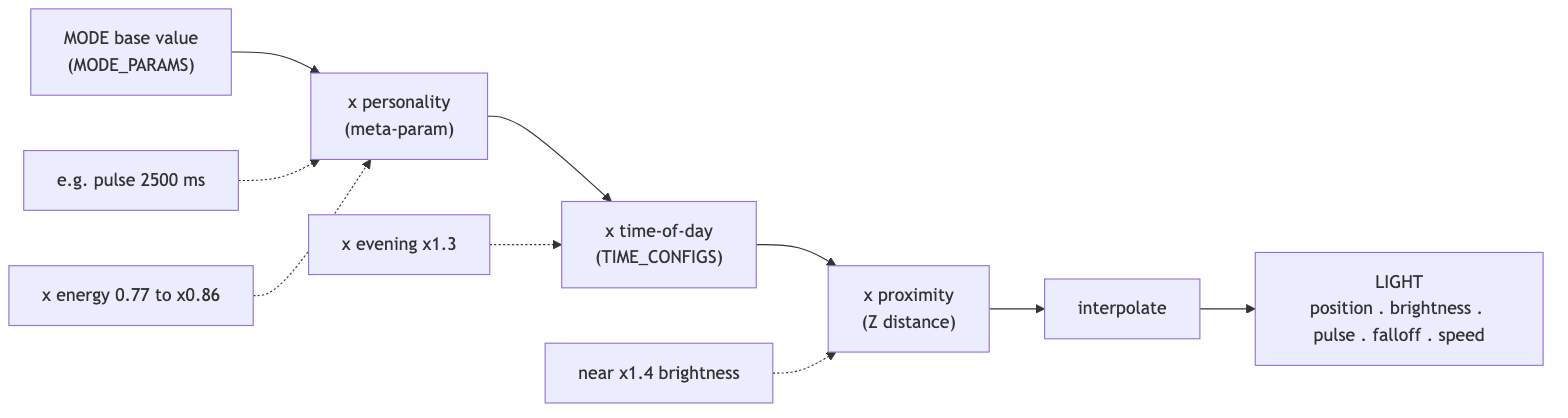 MODE base value
(MODE_PARAMS)
x personality
(meta-param)
e.g. pulse 2500 ms
x evening x1.3
x energy 0.77 to x0.86
x time-of-day
(TIME_CONFIGS)
x proximity
(Z distance)
near x1.4 brightness
interpolate
LIGHT
position . brightness .
pulse . falloff . speed